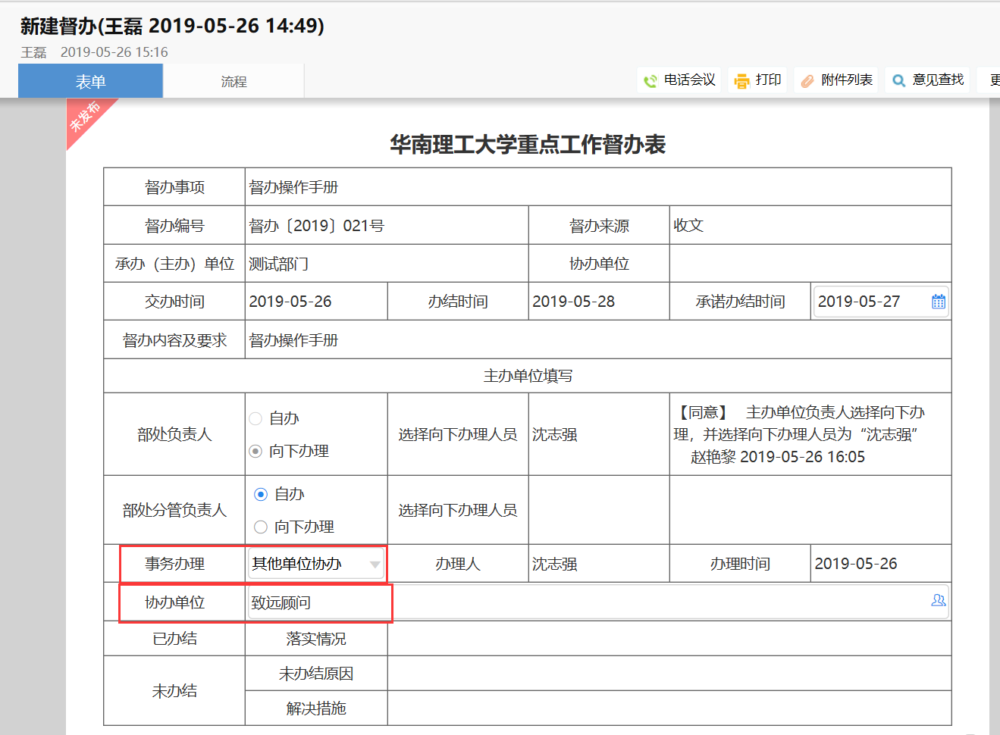 新建督办(王磊 2019-05-26 14:49)
王磊 2019-05-26 15:16
表单 流程 电话会议 打印 附件列表 意见查找
未发布
华南理工大学重点工作督办表
督办事项 督办操作手册
督办编号 督办〔2019〕021号 督办来源 收文
承办（主办）单位 测试部门 协办单位
交办时间 2019-05-26 办结时间 2019-05-28 承诺办结时间 2019-05-27
督办内容及要求 督办操作手册
主办单位填写
部处负责人 自办 向下办理 选择向下办理人员 沈志强
【同意】 主办单位负责人选择向下办
理，并选择向下办理人员为“沈志强”
赵艳黎 2019-05-26 16:05
部处分管负责人 自办 向下办理 选择向下办理人员
事务办理 其他单位协办 办理人 沈志强 办理时间 2019-05-26
协办单位 致远顾问
已办结 落实情况
未办结 未办结原因
解决措施